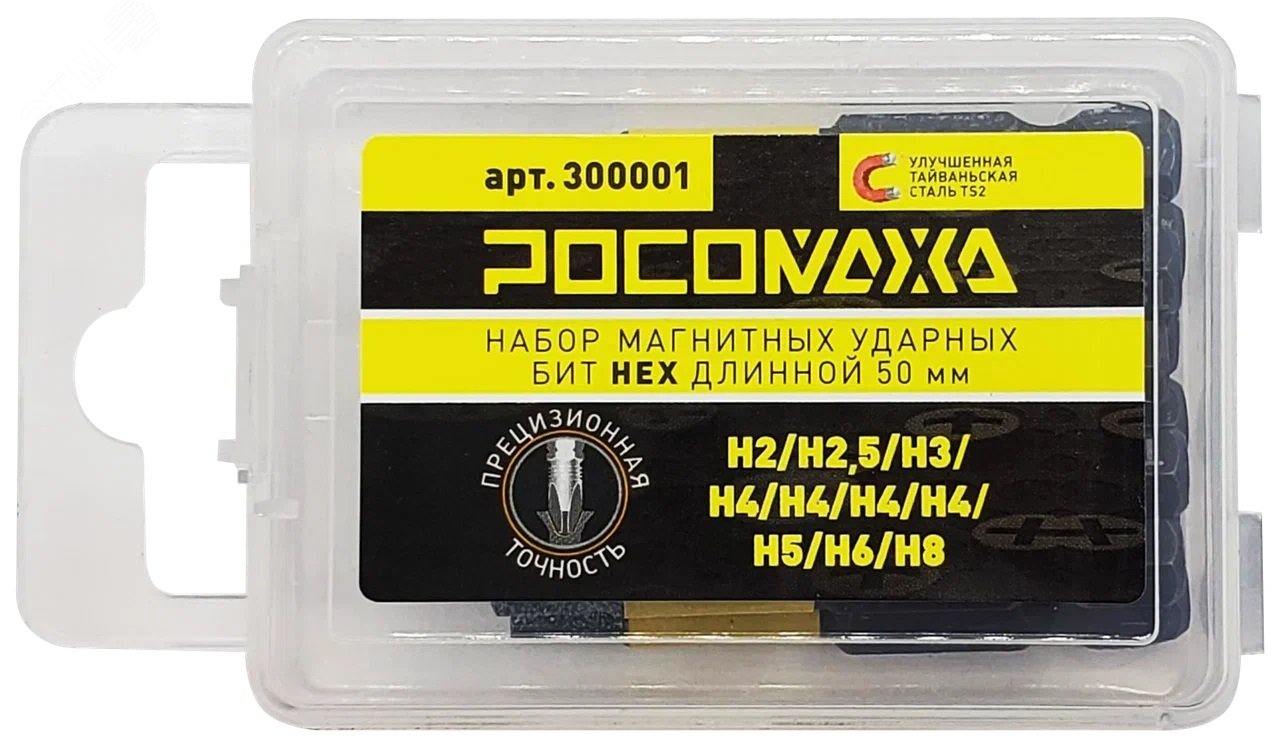 арт. 300001
УЛУЧШЕННАЯ
ТАЙВАНЬСКАЯ
СТАЛЬ TS2
РОСОМАХА
НАБОР МАГНИТНЫХ УДАРНЫХ
БИТ HEX ДЛИННОЙ 50 мм
ПРЕЦИЗИОННАЯ
ТОЧНОСТЬ
H2/H2,5/H3/
H4/H4/H4/H4/
H5/H6/H8